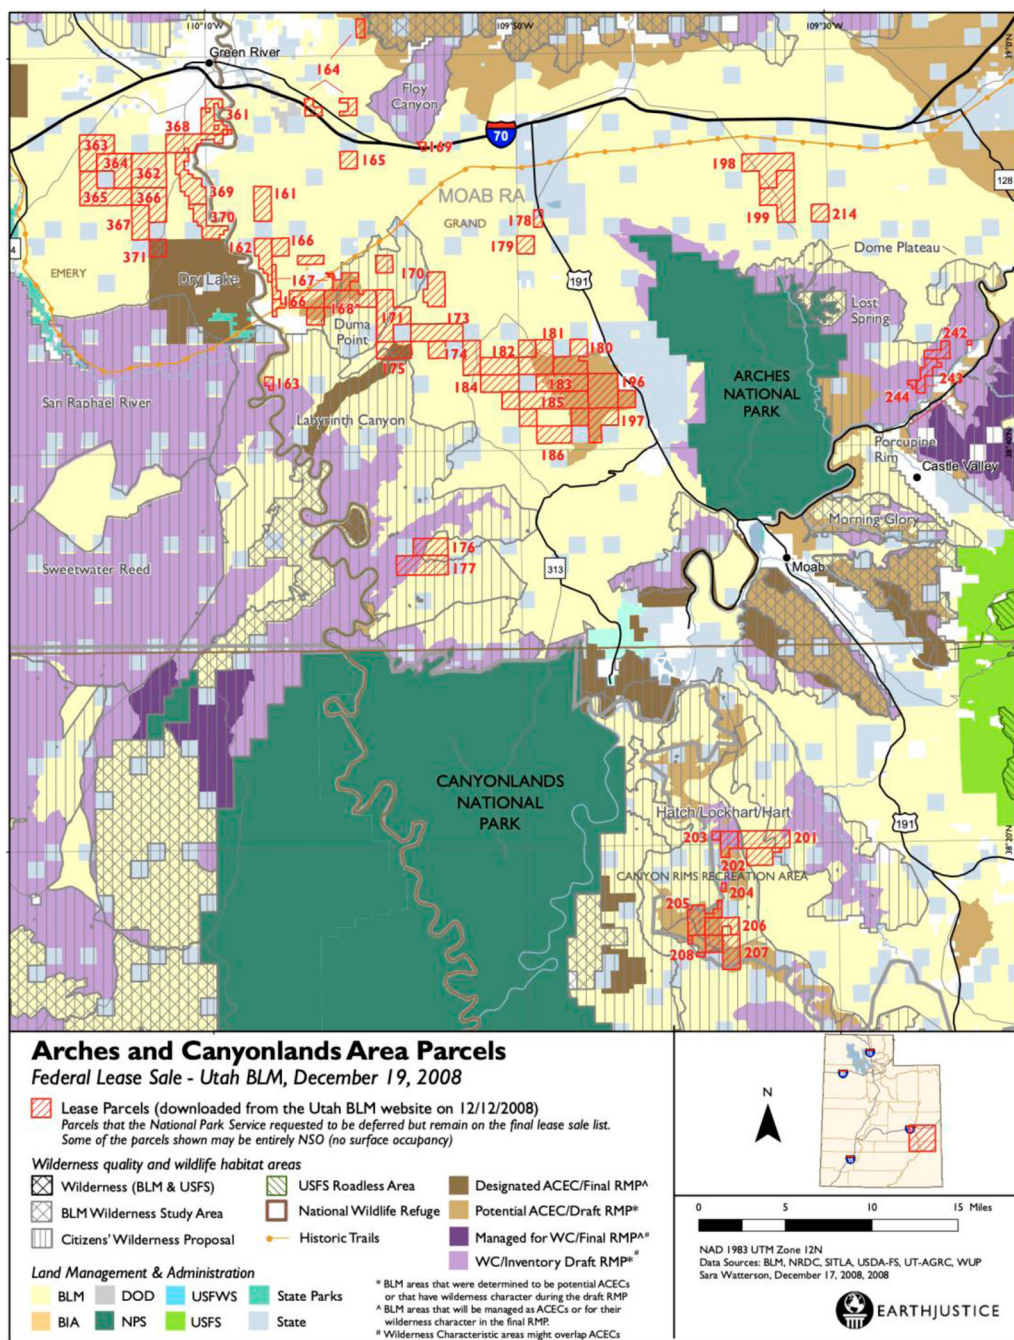 110°10'W
109°50'W
109°30'W
39°0'N
Green River
164
Floy
Canyon
361
368
363
169
70
364
362
165
198
128
365
366
369
161
MOAB RA
367
370
178
GRAND
199
214
371
162
166
179
Dome Plateau
4
EMERY
Dry Lake
167
170
191
166
168^
Lost
Spring
Duma
Point
171
173
181
242
174
182
180
175
163
184
183
196
ARCHES
NATIONAL
PARK
243
244
San Raphael River
185
Labyrinth Canyon
197
186
Porcupine
Rim
38°40'N
Castle Valley
Morning Glory
176
Sweetwater Reed
177
313
Moab
CANYONLANDS
NATIONAL
PARK
Hatch/Lockhart/Hart
191
203
201
38°20'N
202
CANYON RIMS RECREATION AREA
204
205
206
208
207
Arches and Canyonlands Area Parcels
Federal Lease Sale - Utah BLM, December 19, 2008
Lease Parcels (downloaded from the Utah BLM website on 12/12/2008)
Parcels that the National Park Service requested to be deferred but remain on the final lease sale list.
Some of the parcels shown may be entirely NSO (no surface occupancy)
Wilderness quality and wildlife habitat areas
Wilderness (BLM & USFS)
USFS Roadless Area
Designated ACEC/Final RMP^
BLM Wilderness Study Area
National Wildlife Refuge
Potential ACEC/Draft RMP*
Citizens' Wilderness Proposal
Historic Trails
Managed for WC/Final RMP^#
WC/Inventory Draft RMP*#
Land Management & Administration
BLM
DOD
USFWS
State Parks
BIA
NPS
USFS
State
* BLM areas that were determined to be potential ACECs
or that have wilderness character during the draft RMP
^ BLM areas that will be managed as ACECs or for their
wilderness character in the final RMP.
# Wilderness Characteristic areas might overlap ACECs
N
0 5 10 15 Miles
NAD 1983 UTM Zone 12N
Data Sources: BLM, NRDC, SITLA, USDA-FS, UT-AGRC, WUP
Sara Watterson, December 17, 2008, 2008
EARTHJUSTICE